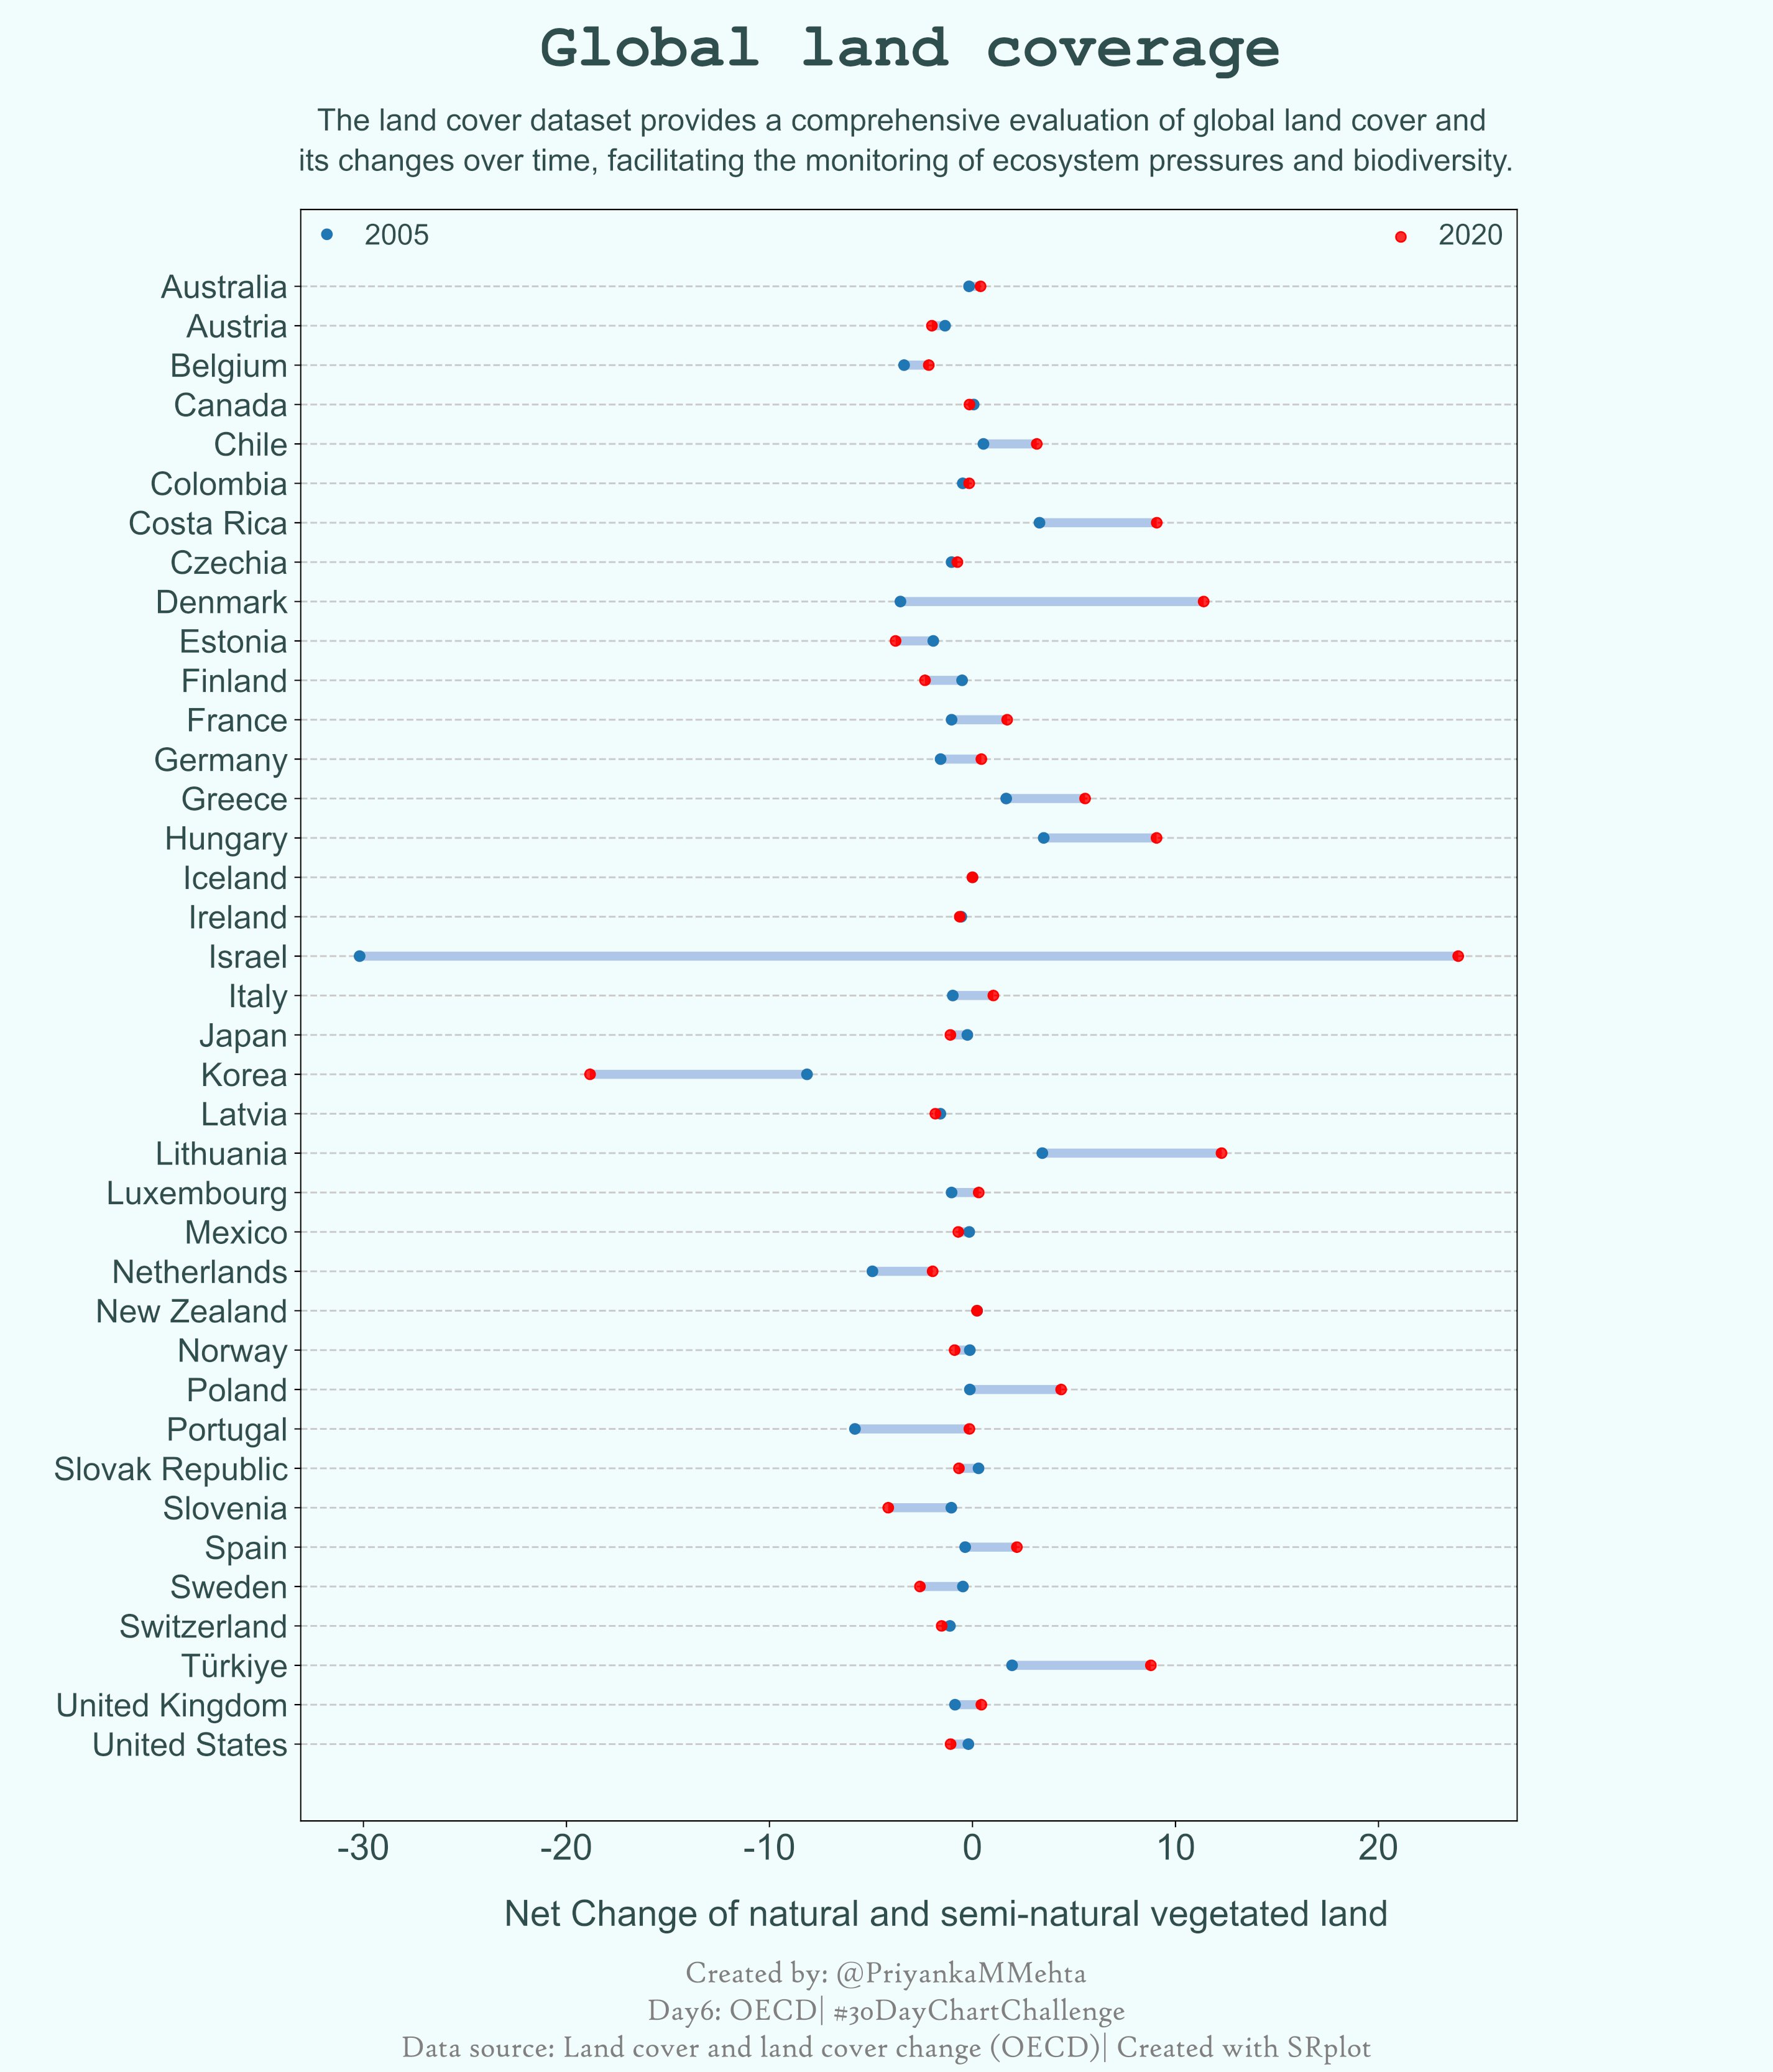 Global land coverage
The land cover dataset provides a comprehensive evaluation of global land cover and
its changes over time, facilitating the monitoring of ecosystem pressures and biodiversity.
2005 2020
Australia
Austria
Belgium
Canada
Chile
Colombia
Costa Rica
Czechia
Denmark
Estonia
Finland
France
Germany
Greece
Hungary
Iceland
Ireland
Israel
Italy
Japan
Korea
Latvia
Lithuania
Luxembourg
Mexico
Netherlands
New Zealand
Norway
Poland
Portugal
Slovak Republic
Slovenia
Spain
Sweden
Switzerland
Türkiye
United Kingdom
United States
-30 -20 -10 0 10 20
Net Change of natural and semi-natural vegetated land
Created by: @PriyankaMMehta
Day6: OECD| #30DayChartChallenge
Data source: Land cover and land cover change (OECD)| Created with SRplot